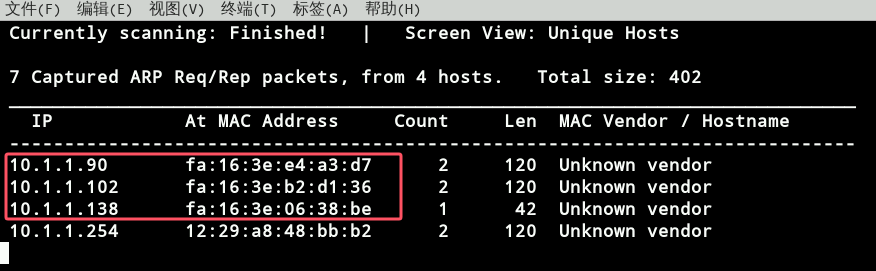 文件(F) 编辑(E) 视图(V) 终端(T) 标签(A) 帮助(H)
Currently scanning: Finished! | Screen View: Unique Hosts
7 Captured ARP Req/Rep packets, from 4 hosts. Total size: 402
_____________________________________________________________________________
IP At MAC Address Count Len MAC Vendor / Hostname
-----------------------------------------------------------------------------
10.1.1.90 fa:16:3e:e4:a3:d7 2 120 Unknown vendor
10.1.1.102 fa:16:3e:b2:d1:36 2 120 Unknown vendor
10.1.1.138 fa:16:3e:06:38:be 1 42 Unknown vendor
10.1.1.254 12:29:a8:48:bb:b2 2 120 Unknown vendor